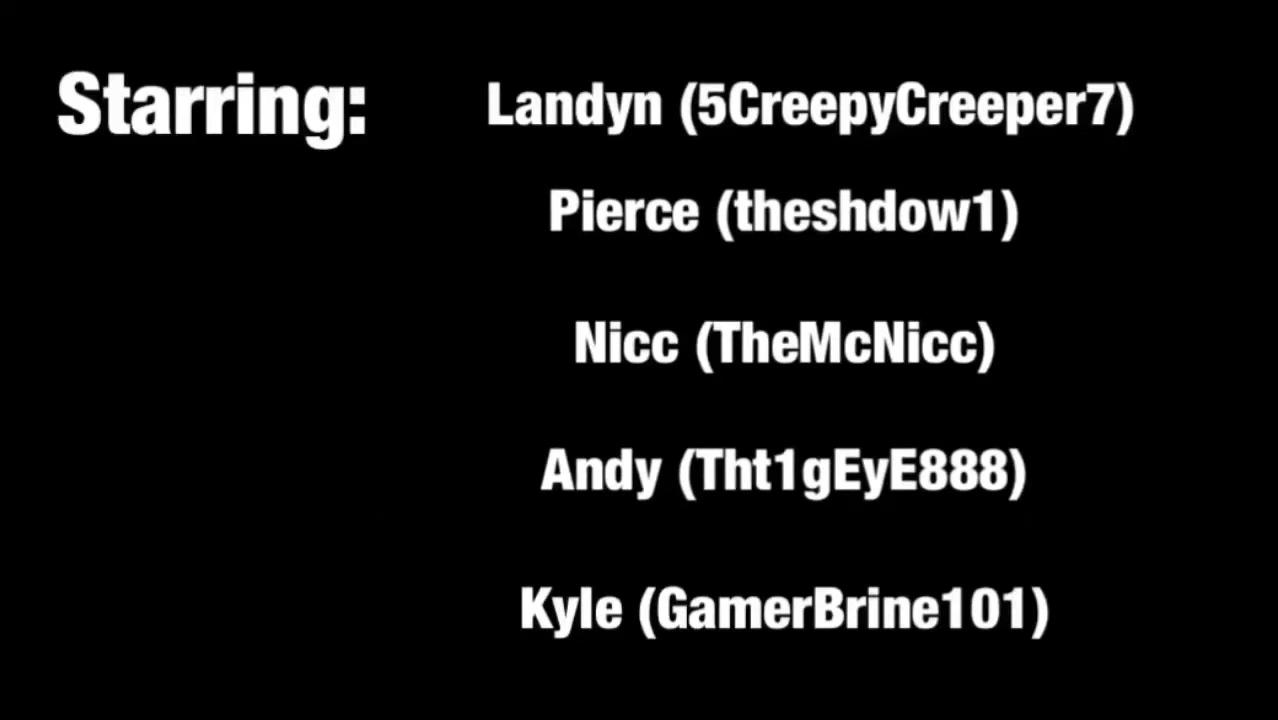 Starring:
Landyn (5CreepyCreeper7)
Pierce (theshdow1)
Nicc (TheMcNicc)
Andy (Tht1gEyE888)
Kyle (GamerBrine101)